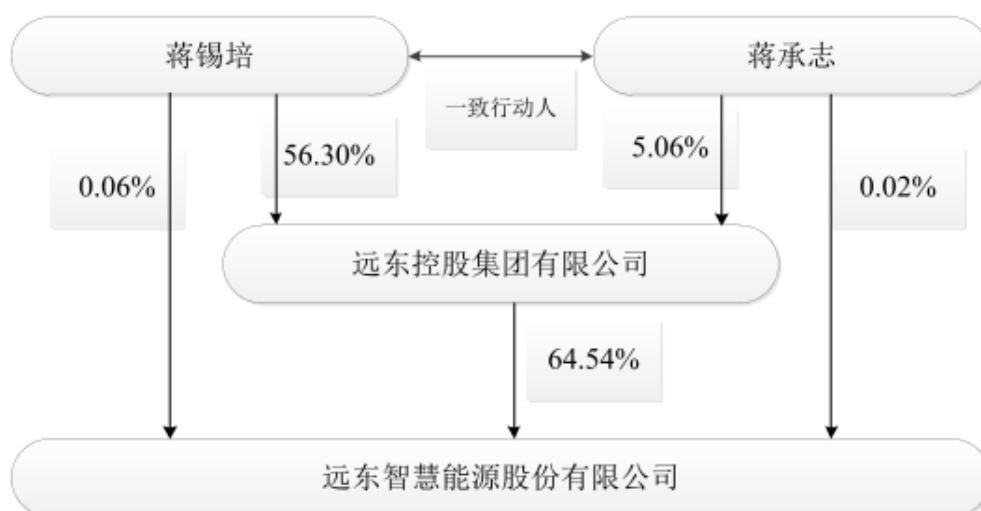 蒋锡培
蒋承志
一致行动人
56.30%
5.06%
0.06%
0.02%
远东控股集团有限公司
64.54%
远东智慧能源股份有限公司